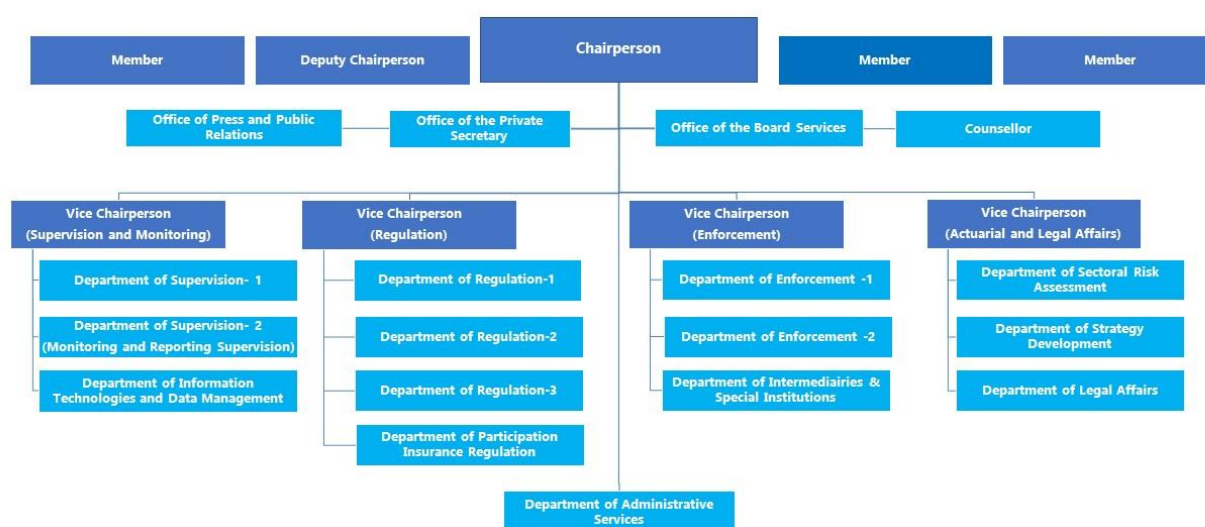 Chairperson
Member
Deputy Chairperson
Member
Member
Office of Press and Public
Relations
Office of the Private
Secretary
Office of the Board Services
Counsellor
Vice Chairperson
(Supervision and Monitoring)
Department of Supervision- 1
Department of Supervision- 2
(Monitoring and Reporting Supervision)
Department of Information
Technologies and Data Management
Vice Chairperson
(Regulation)
Department of Regulation-1
Department of Regulation-2
Department of Regulation-3
Department of Participation
Insurance Regulation
Vice Chairperson
(Enforcement)
Department of Enforcement -1
Department of Enforcement -2
Department of Intermediairies &
Special Institutions
Vice Chairperson
(Actuarial and Legal Affairs)
Department of Sectoral Risk
Assessment
Department of Strategy
Development
Department of Legal Affairs
Department of Administrative
Services